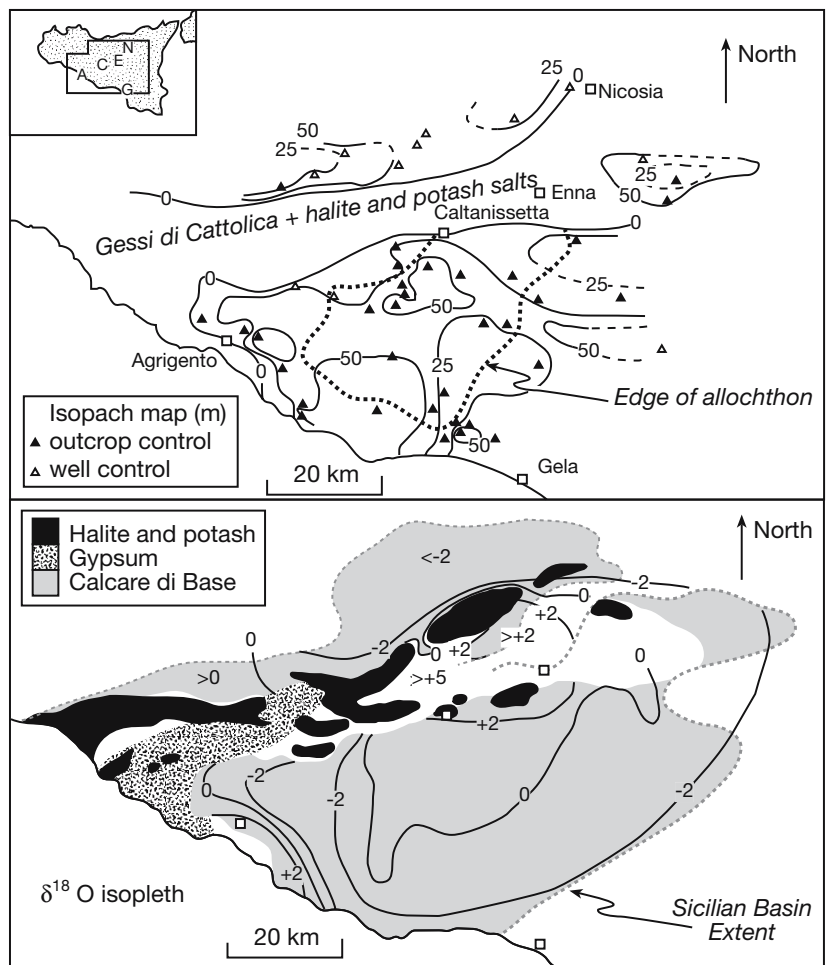 N
C E
A
G
North
25 0
Nicosia
50
25
0
Gessi di Cattolica + halite and potash salts
Enna
25
50
Caltanissetta
0
0
25
50
50
50
25
Agrigento
0
Edge of allochthon
50
Isopach map (m)
outcrop control
well control
20 km
Gela
Halite and potash
Gypsum
Calcare di Base
North
<-2
-2
0
+2
0
-2
0
+2
>+2
0
>0
>+5
+2
-2
0
-2
0
-2
+2
δ18 O isopleth
Sicilian Basin
Extent
20 km